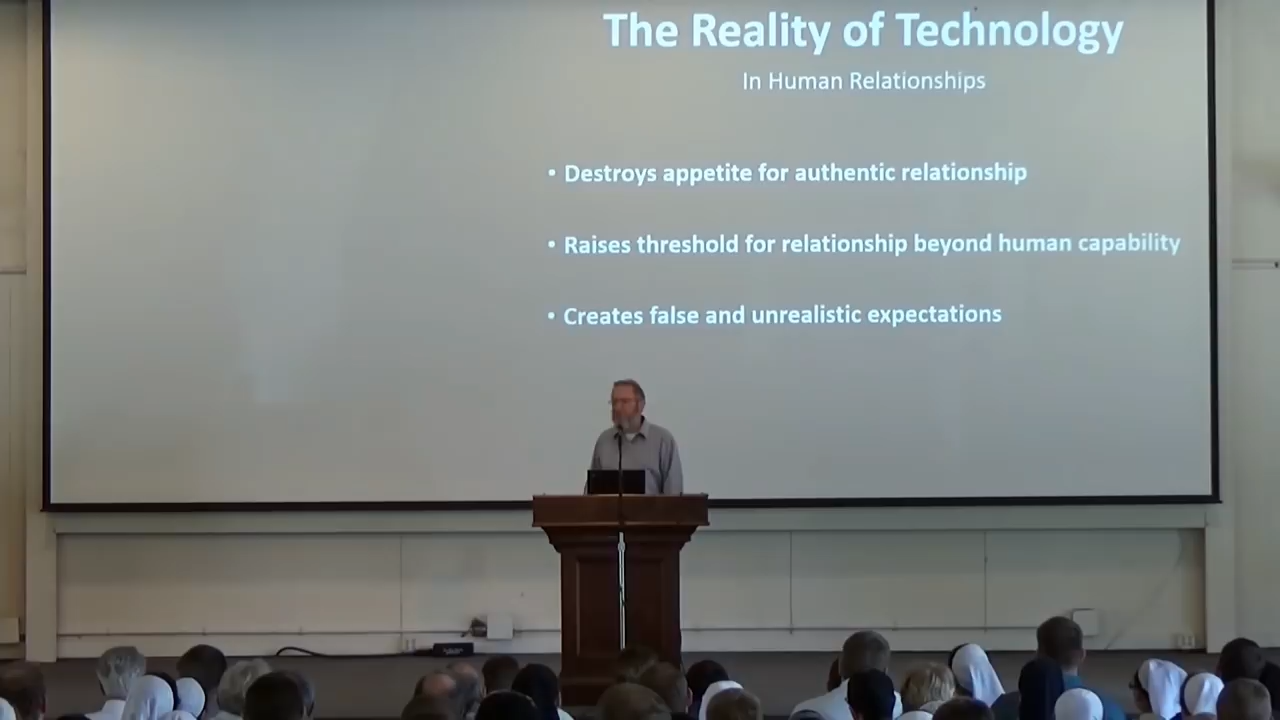 The Reality of Technology
In Human Relationships
• Destroys appetite for authentic relationship
• Raises threshold for relationship beyond human capability
• Creates false and unrealistic expectations